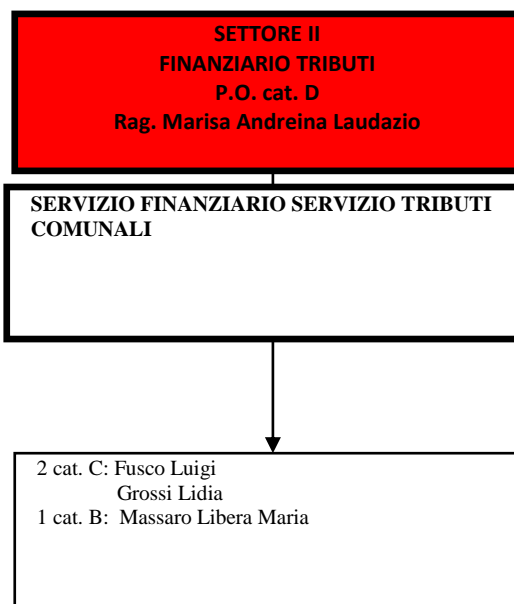 SETTORE II
FINANZIARIO TRIBUTI
P.O. cat. D
Rag. Marisa Andreina Laudazio
SERVIZIO FINANZIARIO SERVIZIO TRIBUTI
COMUNALI
2 cat. C: Fusco Luigi
Grossi Lidia
1 cat. B: Massaro Libera Maria